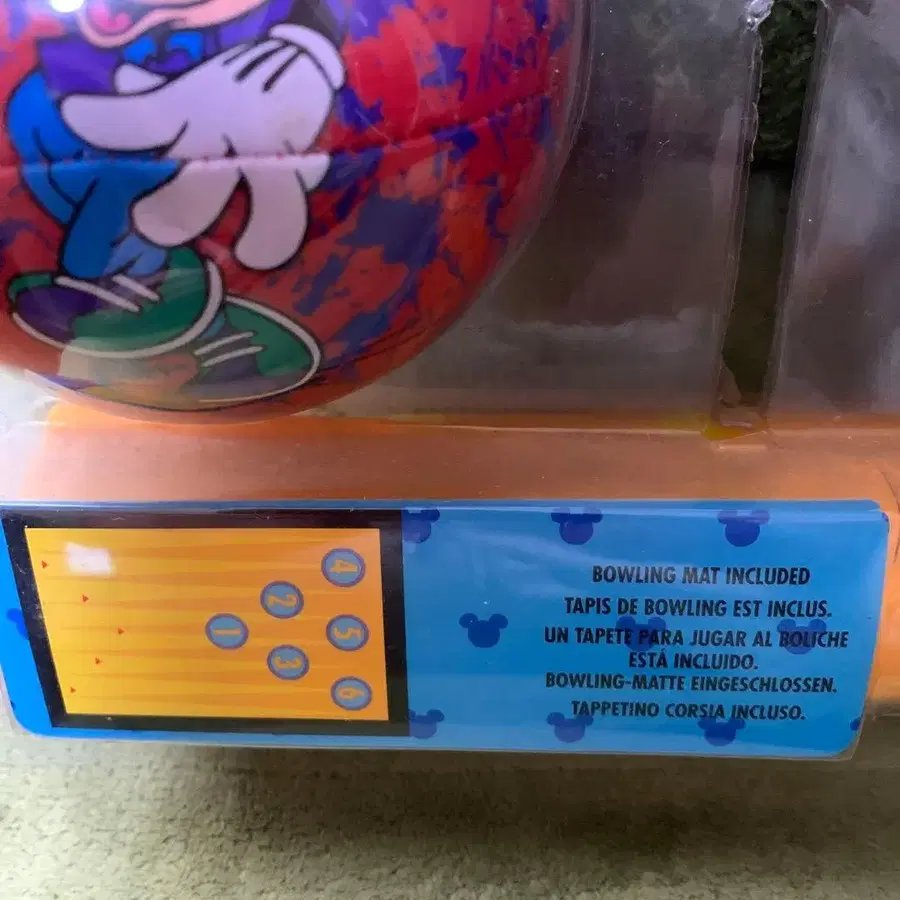 4
2
1
5
3
6
BOWLING MAT INCLUDED
TAPIS DE BOWLING EST INCLUS.
UN TAPETE PARA JUGAR AL BOLICHE
ESTÁ INCLUIDO.
BOWLING-MATTE EINGESCHLOSSEN.
TAPPETINO CORSIA INCLUSO.